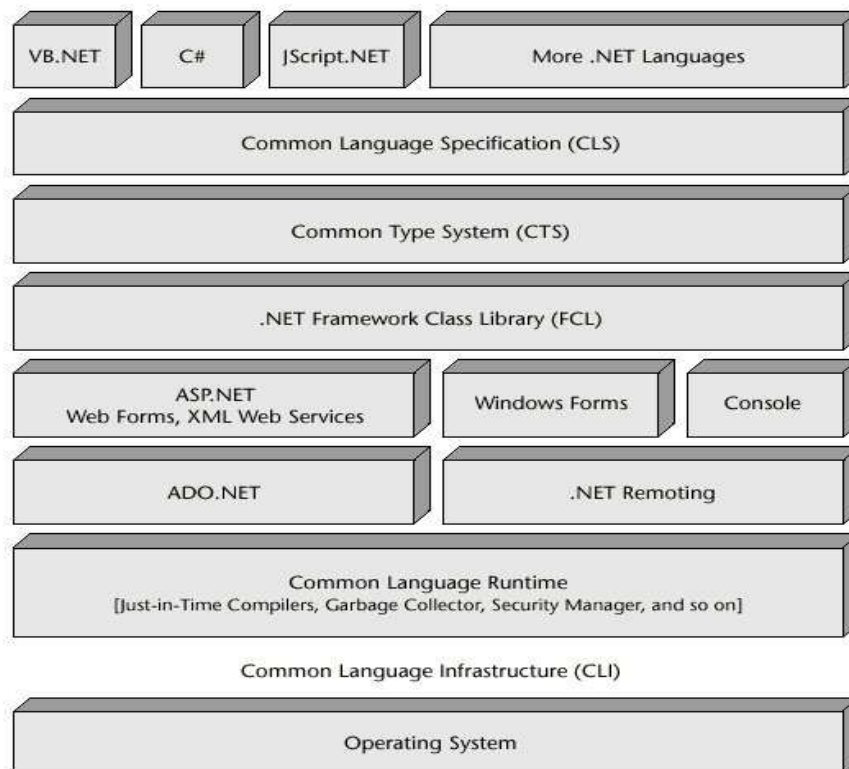 VB.NET
C#
JScript.NET
More .NET Languages
Common Language Specification (CLS)
Common Type System (CTS)
.NET Framework Class Library (FCL)
ASP.NET
Web Forms, XML Web Services
Windows Forms
Console
ADO.NET
.NET Remoting
Common Language Runtime
[Just-in-Time Compilers, Garbage Collector, Security Manager, and so on]
Common Language Infrastructure (CLI)
Operating System